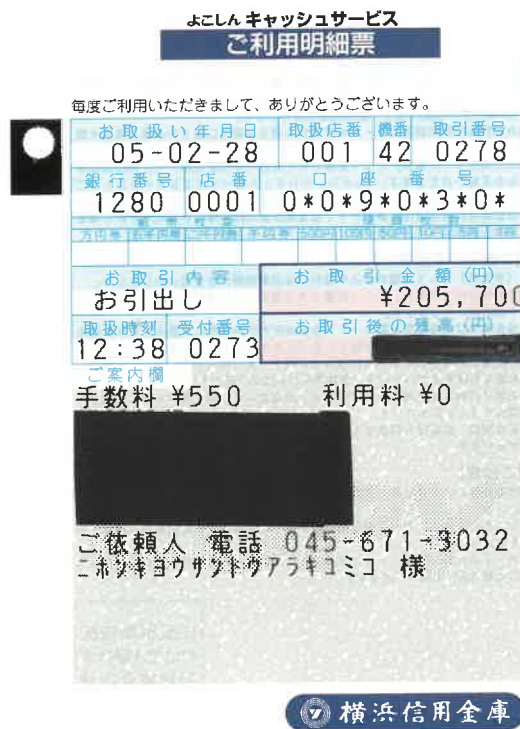 よこしん キャッシュサービス
ご利用明細票
毎度ご利用いただきまして、ありがとうございます。
お取扱い年月日 取扱店番 機番 取引番号
05-02-28 001 42 0278
銀行番号 店番 口座番号
1280 0001 0*0*9*0*3*0*
お取引内容 お取引金額(円)
お引出し ¥205,700
取扱時刻 受付番号 お取引後の残高(円)
12:38 0273
ご案内欄
手数料 ¥550 利用料 ¥0
ご依頼人 電話 045-671-3032
ニホンキヨウサントウアラキユミコ 様
横浜信用金庫